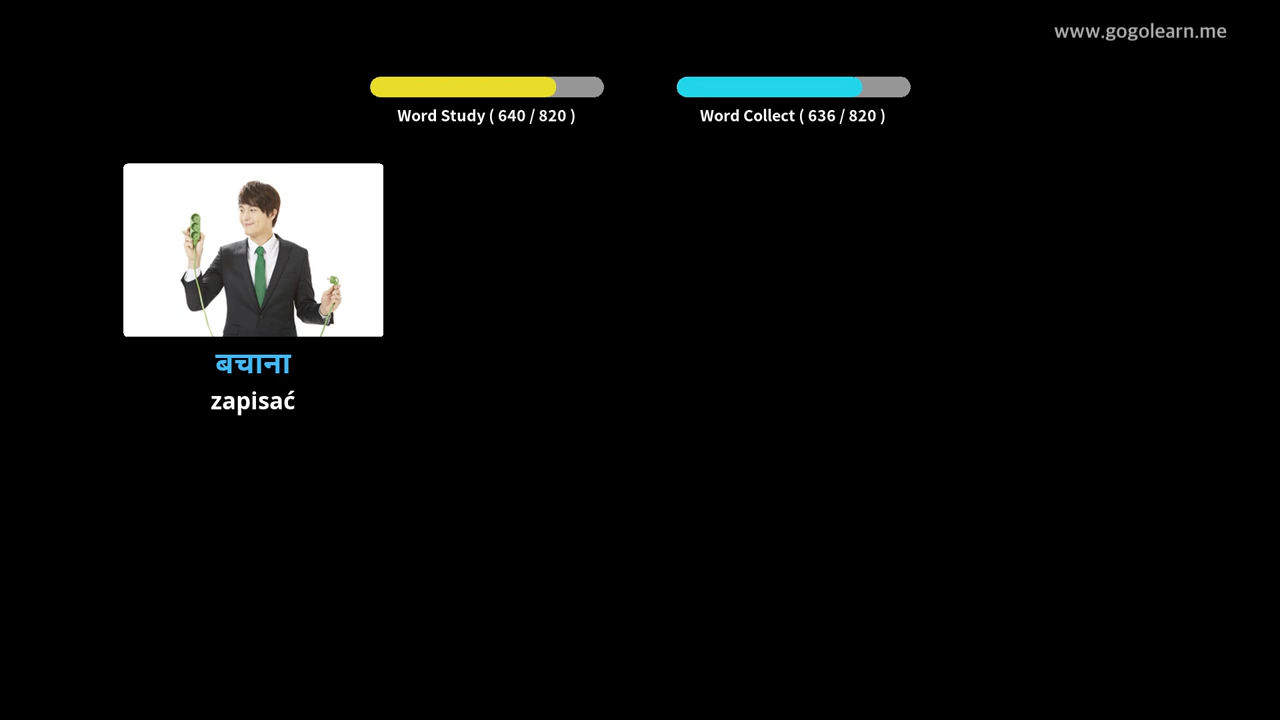 www.gogolearn.me
Word Study ( 640 / 820 )
Word Collect ( 636 / 820 )
बचाना
zapisać